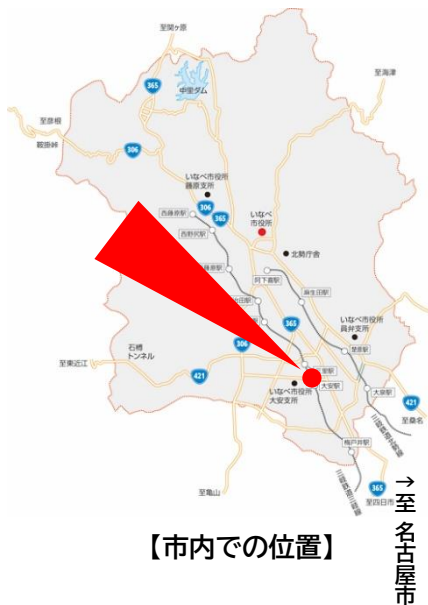 至関ヶ原
365
中里ダム
至海津
至彦根
鞍掛峠
306
いなべ市役所
藤原支所
306
365
西藤原駅
いなべ
市役所
西野尻駅
北勢庁舎
阿下喜駅
麻生田駅
いなべ市役所
員弁支所
365
306
石榑
トンネル
楚原駅
至東近江
421
大安駅
いなべ市役所
大安支所
大泉駅
421
至桑名
梅戸井駅
至亀山
365
至四日市
→至 名古屋市
【市内での位置】